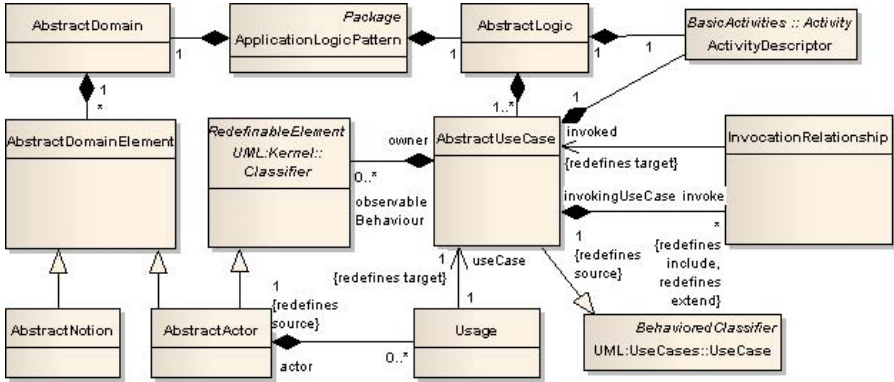 AbstractDomain
1
1
*
Package
ApplicationLogicPattern
1
AbstractLogic
1
1
1..*
BasicActivities :: Activity
ActivityDescriptor
AbstractDomainElement
RedefinableElement
UML:Kernel::
Classifier
owner
0..*
observable
Behaviour
AbstractUseCase
1
1
invoked
{redefines target}
InvocationRelationship
invokingUseCase
invoke
1
{redefines
source}
*
{redefines
include,
redefines
extend}
{redefines target}
1
useCase
1
AbstractNotion
AbstractActor
1
{redefines
source}
actor
0..*
Usage
BehavioredClassifier
UML:UseCases::UseCase